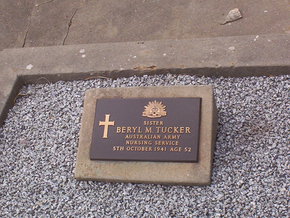 SISTER
BERYL M. TUCKER
AUSTRALIAN ARMY
NURSING SERVICE
5TH OCTOBER 1941 AGE 52